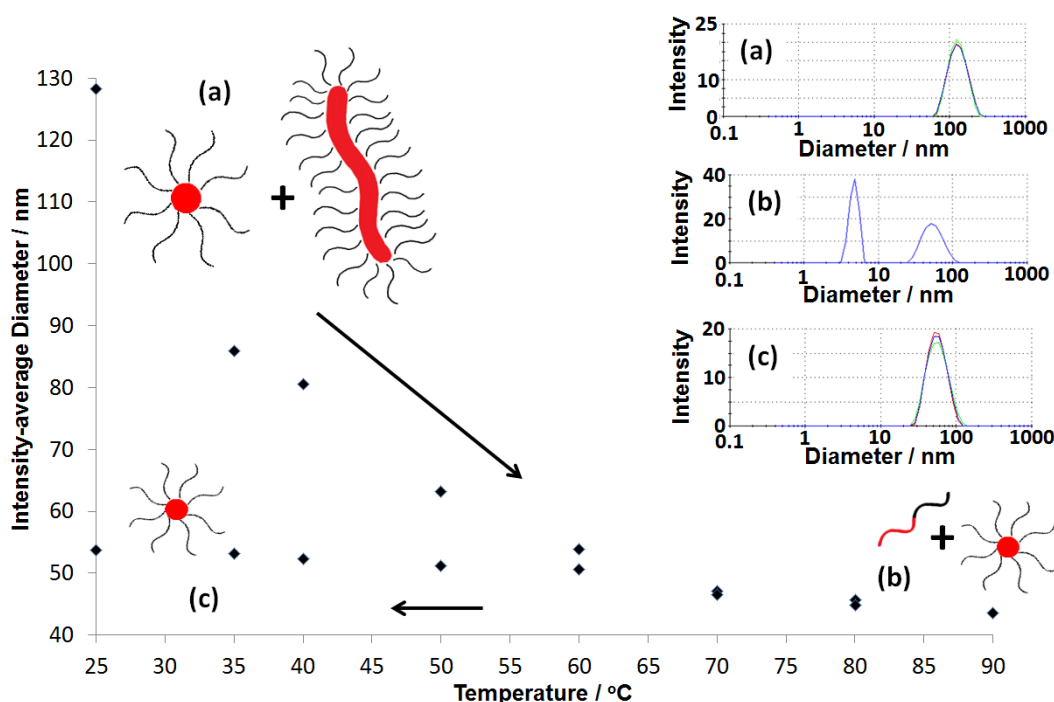 Intensity-average Diameter / nm
130
120
110
100
90
80
70
60
50
40
25
30
35
40
45
50
55
60
65
70
75
80
85
90
Temperature / °C
(a)
+
(c)
(b)
+
Intensity
25
20
10
0
(a)
0.1 1 10 100 1000
Diameter / nm
Intensity
40
20
0
(b)
0.1 1 10 100 1000
Diameter / nm
Intensity
20
10
0
(c)
0.1 1 10 100 1000
Diameter / nm